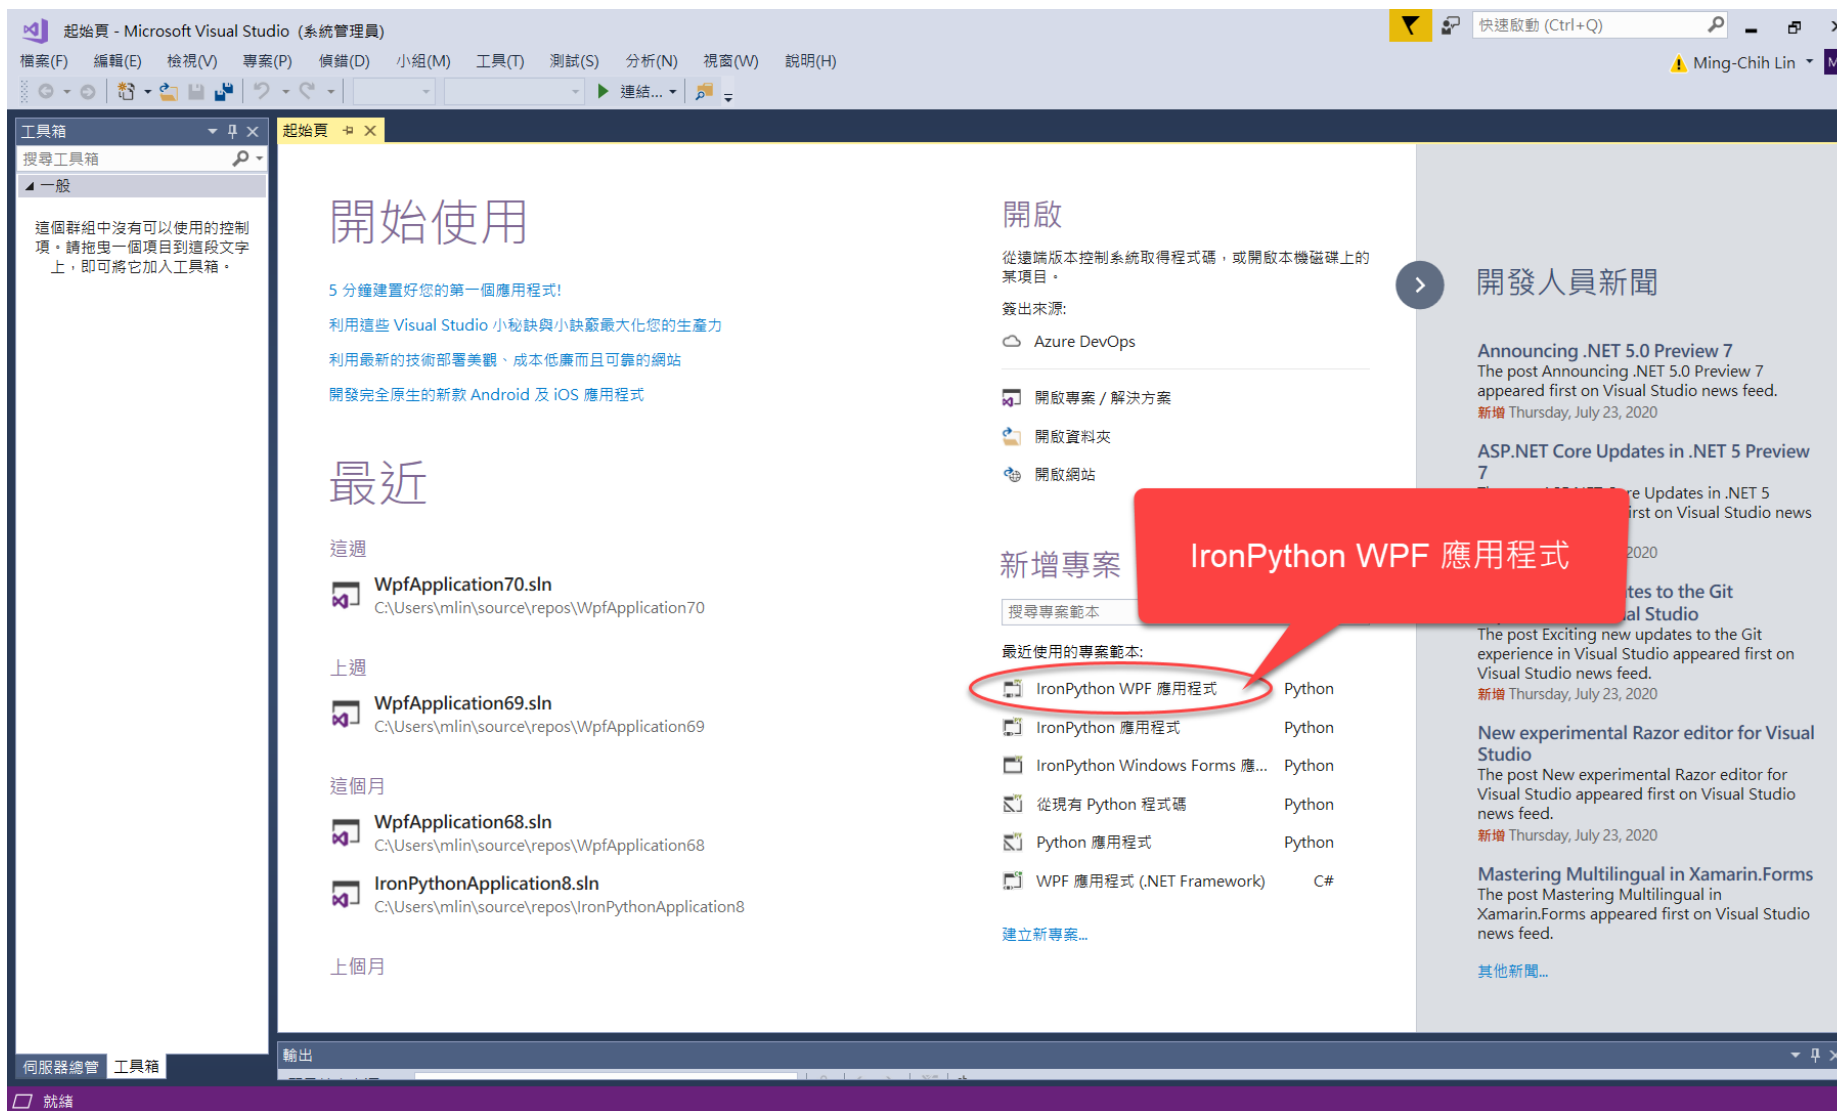 起始頁 - Microsoft Visual Studio (系統管理員)
快速啟動 (Ctrl+Q)
檔案(F) 編輯(E) 檢視(V) 專案(P) 偵錯(D) 小組(M) 工具(T) 測試(S) 分析(N) 視窗(W) 說明(H)
Ming-Chih Lin
連結...
工具箱
搜尋工具箱
一般
這個群組中沒有可以使用的控制
項。請拖曳一個項目到這段文字
上，即可將它加入工具箱。
伺服器總管 工具箱
起始頁
開始使用
5 分鐘建置好您的第一個應用程式!
利用這些 Visual Studio 小秘訣與小訣竅最大化您的生產力
利用最新的技術部署美觀、成本低廉而且可靠的網站
開發完全原生的新款 Android 及 iOS 應用程式
最近
這週
WpfApplication70.sln
C:\Users\mlin\source\repos\WpfApplication70
上週
WpfApplication69.sln
C:\Users\mlin\source\repos\WpfApplication69
這個月
WpfApplication68.sln
C:\Users\mlin\source\repos\WpfApplication68
IronPythonApplication8.sln
C:\Users\mlin\source\repos\IronPythonApplication8
上個月
開啟
從遠端版本控制系統取得程式碼，或開啟本機磁碟上的
某項目。
簽出來源:
Azure DevOps
開啟專案 / 解決方案
開啟資料夾
開啟網站
新增專案
IronPython WPF 應用程式
搜尋專案範本
最近使用的專案範本:
IronPython WPF 應用程式 Python
IronPython 應用程式 Python
IronPython Windows Forms 應... Python
從現有 Python 程式碼 Python
Python 應用程式 Python
WPF 應用程式 (.NET Framework) C#
建立新專案...
開發人員新聞
Announcing .NET 5.0 Preview 7
The post Announcing .NET 5.0 Preview 7
appeared first on Visual Studio news feed.
新增 Thursday, July 23, 2020
ASP.NET Core Updates in .NET 5 Preview
7
Updates in .NET 5
on Visual Studio news
2020
to the Git
Studio
The post Exciting new updates to the Git
experience in Visual Studio appeared first on
Visual Studio news feed.
新增 Thursday, July 23, 2020
New experimental Razor editor for Visual
Studio
The post New experimental Razor editor for
Visual Studio appeared first on Visual Studio
news feed.
新增 Thursday, July 23, 2020
Mastering Multilingual in Xamarin.Forms
The post Mastering Multilingual in
Xamarin.Forms appeared first on Visual Studio
news feed.
其他新聞...
輸出
就緒